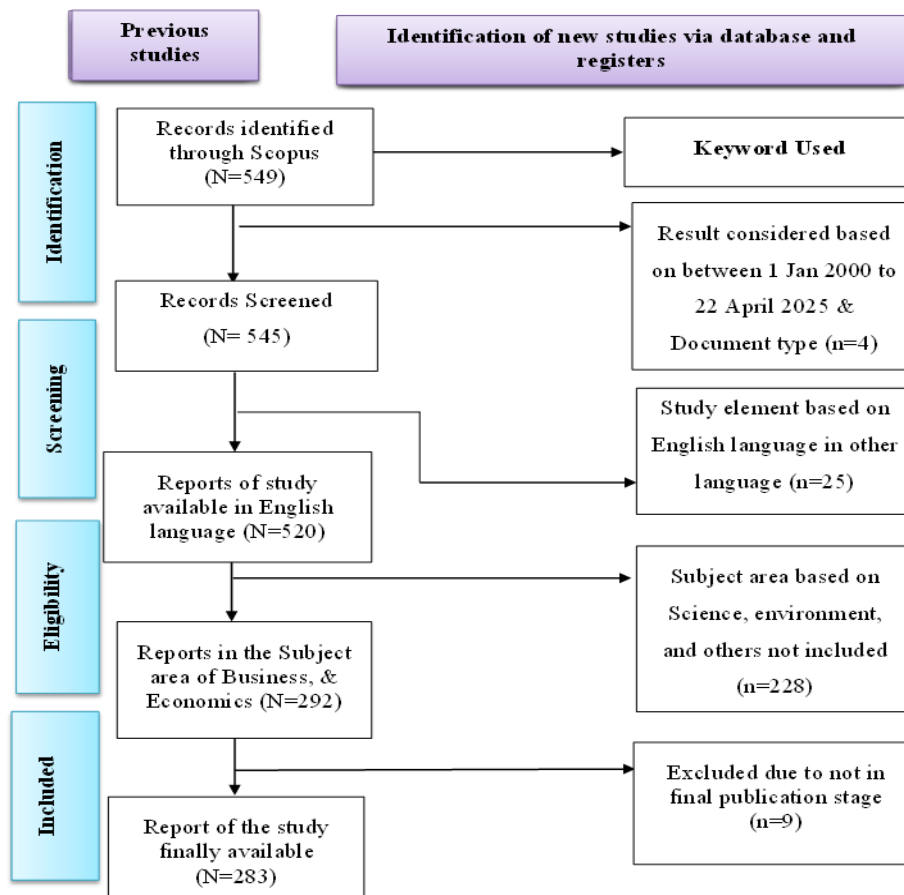 Previous
studies
Identification of new studies via database and
registers
Identification
Records identified
through Scopus
(N=549)
Keyword Used
Result considered based
on between 1 Jan 2000 to
22 April 2025 &
Document type (n=4)
Records Screened
(N= 545)
Screening
Study element based on
English language in other
language (n=25)
Reports of study
available in English
language (N=520)
Eligibility
Subject area based on
Science, environment,
and others not included
(n=228)
Reports in the Subject
area of Business, &
Economics (N=292)
Included
Excluded due to not in
final publication stage
(n=9)
Report of the study
finally available
(N=283)